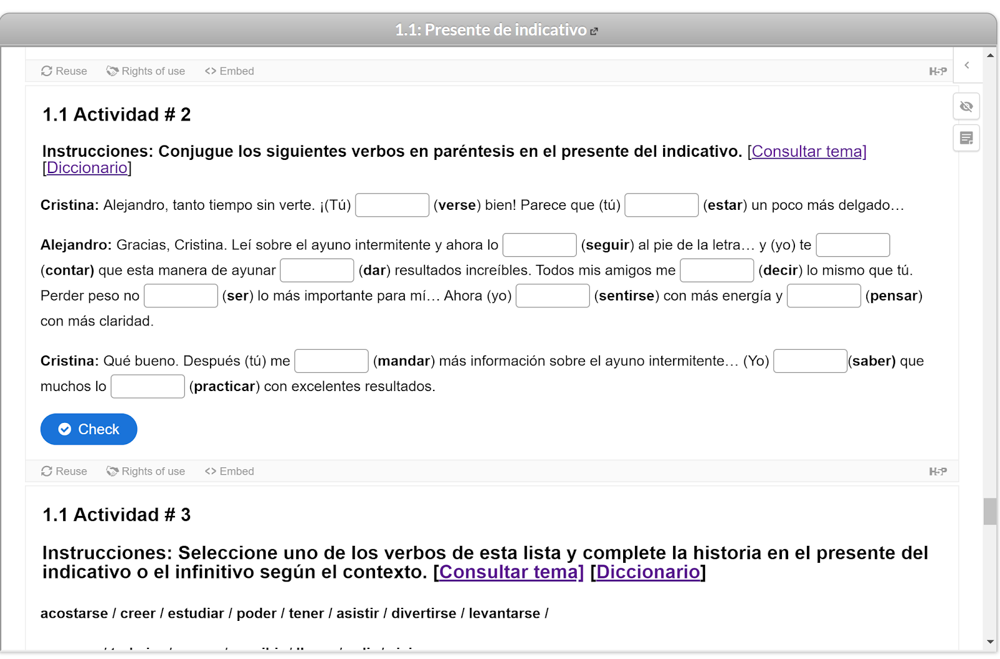 1.1: Presente de indicativo
Reuse Rights of use <> Embed H5P
1.1 Actividad # 2
Instrucciones: Conjugue los siguientes verbos en paréntesis en el presente del indicativo. [Consultar tema]
[Diccionario]
Cristina: Alejandro, tanto tiempo sin verte. ¡(Tú) (verse) bien! Parece que (tú) (estar) un poco más delgado…
Alejandro: Gracias, Cristina. Leí sobre el ayuno intermitente y ahora lo (seguir) al pie de la letra… y (yo) te
(contar) que esta manera de ayunar (dar) resultados increíbles. Todos mis amigos me (decir) lo mismo que tú.
Perder peso no (ser) lo más importante para mí… Ahora (yo) (sentirse) con más energía y (pensar)
con más claridad.
Cristina: Qué bueno. Después (tú) me (mandar) más información sobre el ayuno intermitente… (Yo) (saber) que
muchos lo (practicar) con excelentes resultados.
Check
Reuse Rights of use <> Embed H5P
1.1 Actividad # 3
Instrucciones: Seleccione uno de los verbos de esta lista y complete la historia en el presente del
indicativo o el infinitivo según el contexto. [Consultar tema] [Diccionario]
acostarse / creer / estudiar / poder / tener / asistir / divertirse / levantarse /